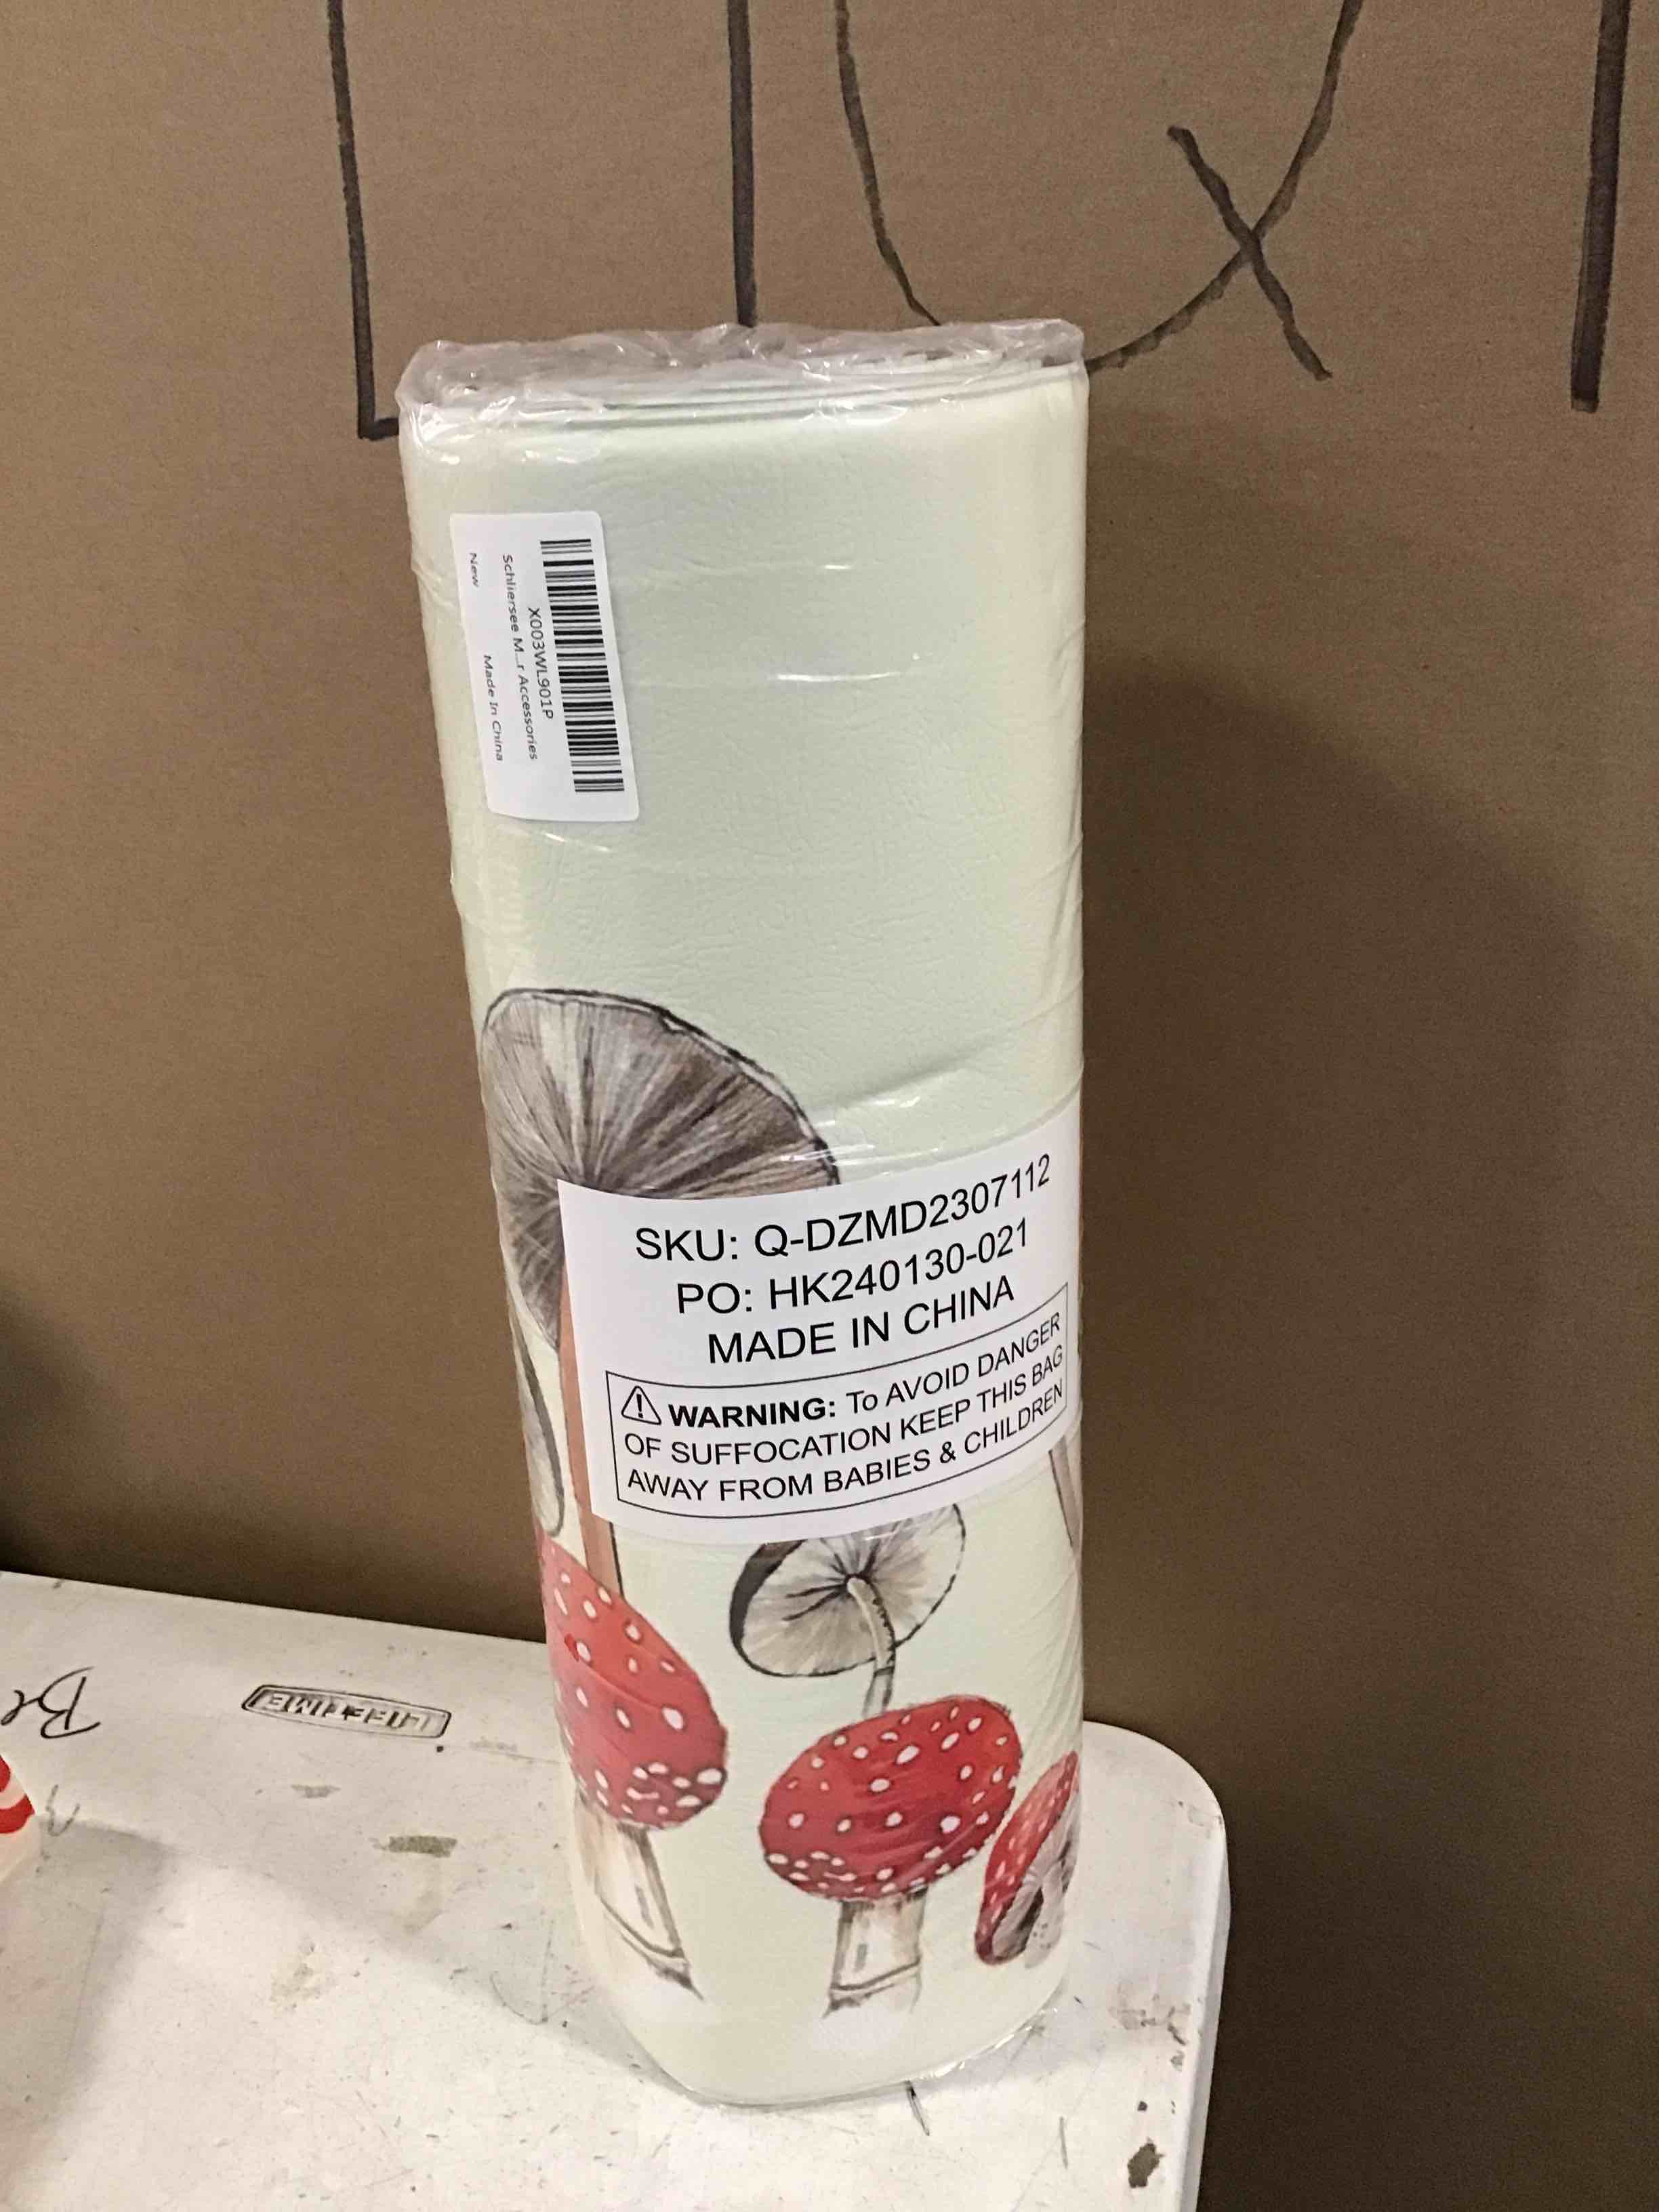 X003WL901P
Schliersee M...r Accessories
New
Made In China
SKU: Q-DZMD2307112
PO: HK240130-021
MADE IN CHINA
WARNING: To AVOID DANGER
OF SUFFOCATION KEEP THIS BAG
AWAY FROM BABIES & CHILDREN
LIFETIME
Be